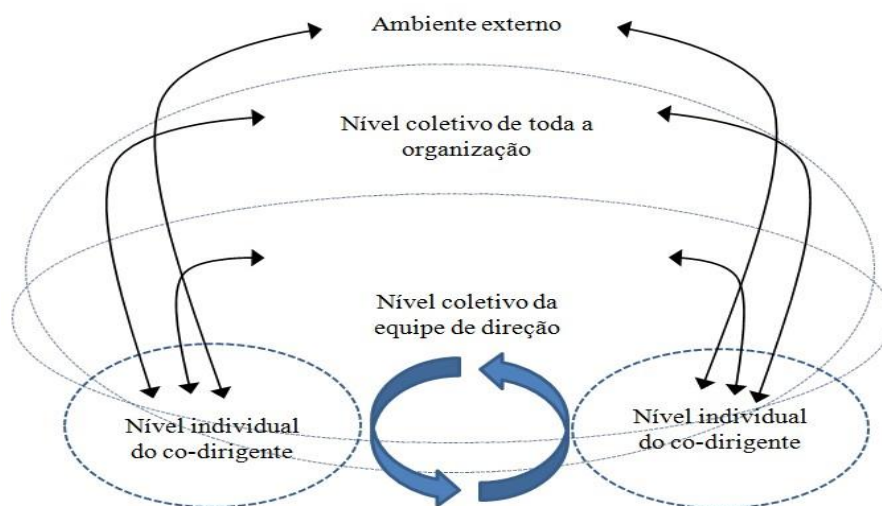 Ambiente externo
Nível coletivo de toda a
organização
Nível coletivo da
equipe de direção
Nível individual
do co-dirigente
Nível individual
do co-dirigente